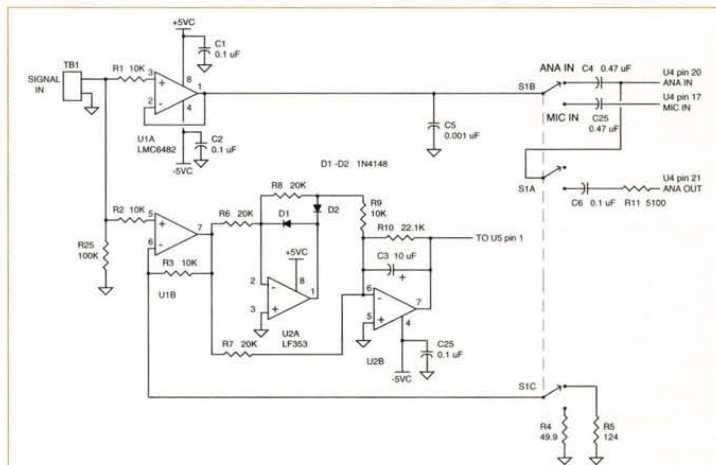 +5VC
C1
0.1 uF
TB1
SIGNAL
IN
R1 10K
3
8
1
2
4
U1A
LMC6482
C2
0.1 uF
-5VC
C5
0.001 uF
S1B
ANA IN
C4 0.47 uF
U4 pin 20
ANA IN
U4 pin 17
MIC IN
MIC IN
C25
0.47 uF
S1A
U4 pin 21
ANA OUT
C6 0.1 uF
R11 5100
D1 -D2 1N4148
R8 20K
R9
10K
D2
R2 10K
5
7
6
R6 20K
D1
R10 22.1K
TO U5 pin 1
+5VC
C3 10 uF
+
R25
100K
R3 10K
U1B
2
8
1
3
U2A
LF353
6
7
5
4
R7 20K
U2B
C25
0.1 uF
-5VC
S1C
R4
49.9
R5
124